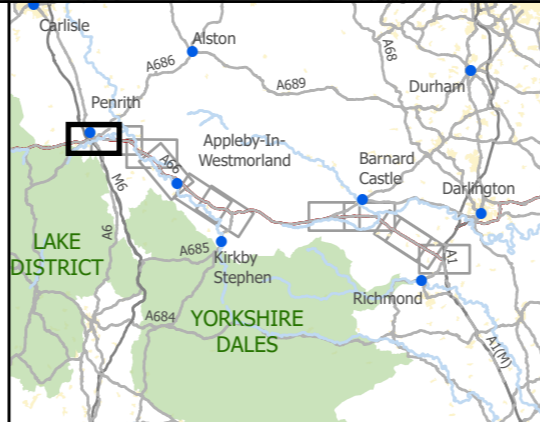 Carlisle
Alston
A686
A68
A689
Durham
Penrith
Appleby-In-
Westmorland
A66
Barnard
Castle
Darlington
M6
A6
LAKE
DISTRICT
A685
Kirkby
Stephen
A1
Richmond
A684
YORKSHIRE
DALES
A1(M)